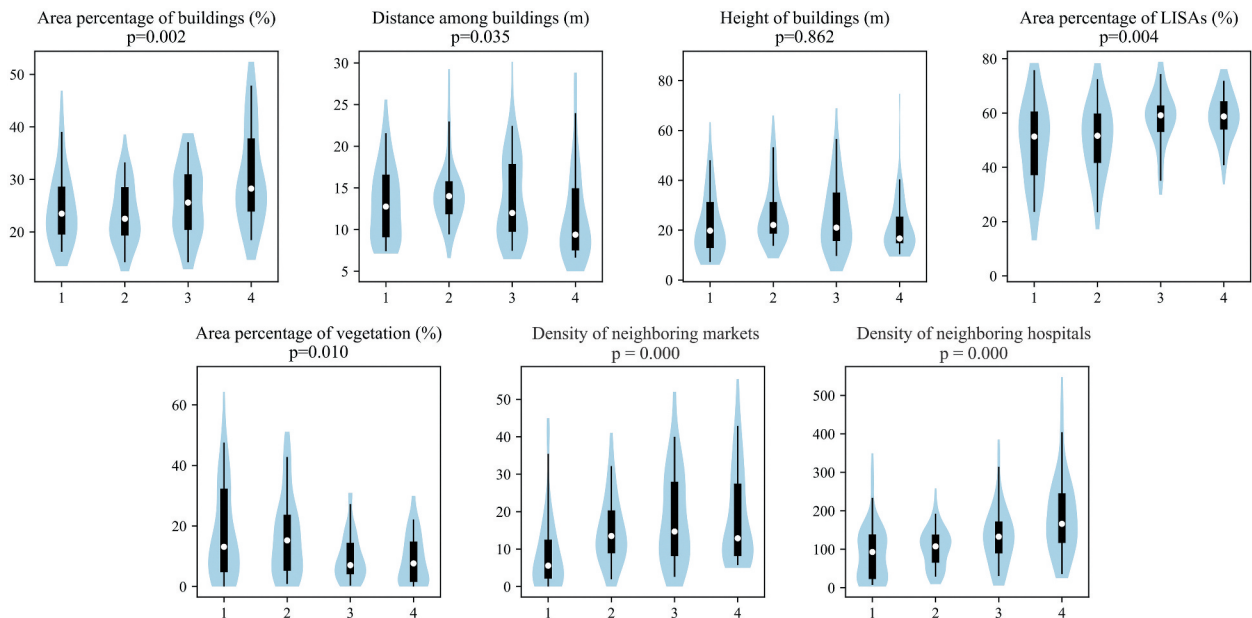 Area percentage of buildings (%)
p=0.002
50
40
30
20
1 2 3 4
Distance among buildings (m)
p=0.035
30
25
20
15
10
5
1 2 3 4
Height of buildings (m)
p=0.862
80
60
40
20
0
1 2 3 4
Area percentage of LISAs (%)
p=0.004
80
60
40
20
0
1 2 3 4
Area percentage of vegetation (%)
p=0.010
60
40
20
0
1 2 3 4
Density of neighboring markets
p = 0.000
50
40
30
20
10
0
1 2 3 4
Density of neighboring hospitals
p = 0.000
500
400
300
200
100
0
1 2 3 4